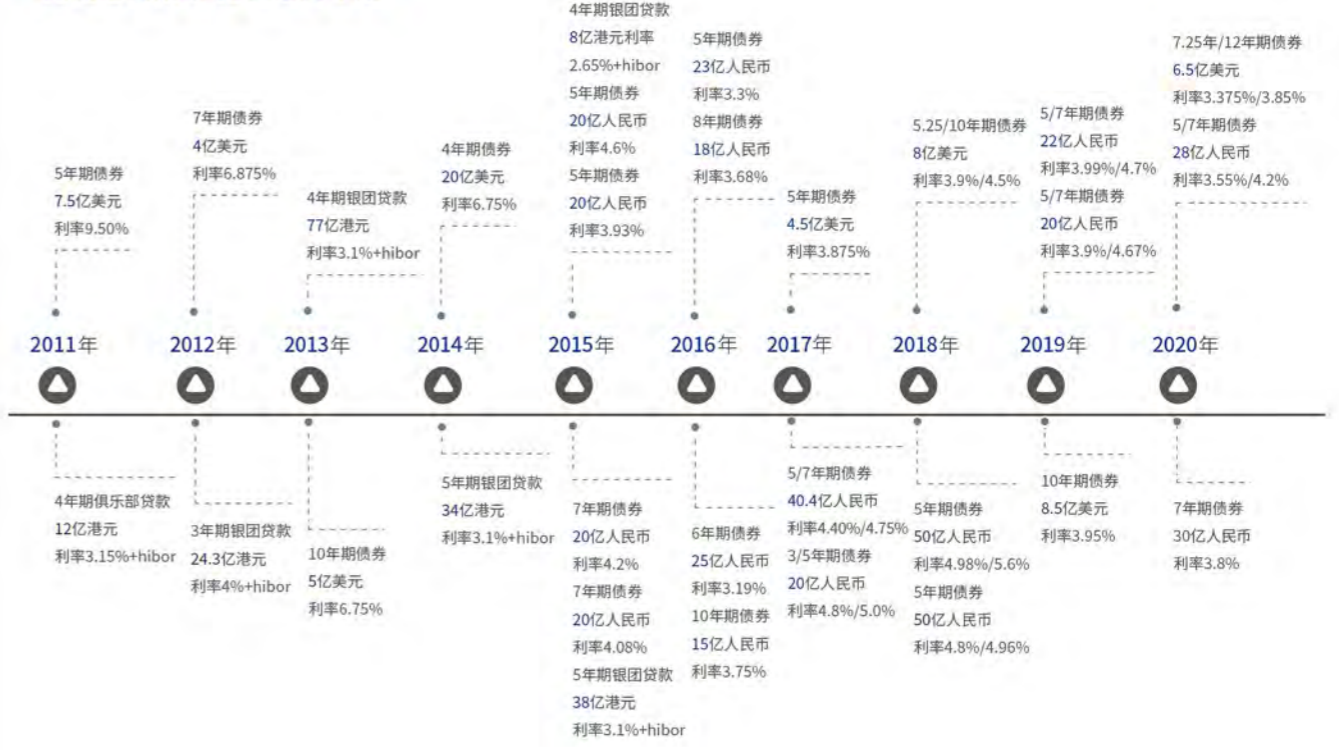 5年期债券
7.5亿美元
利率9.50%
7年期债券
4亿美元
利率6.875%
4年期银团贷款
77亿港元
利率3.1%+hibor
4年期债券
20亿美元
利率6.75%
4年期银团贷款
8亿港元利率
2.65%+hibor
5年期债券
20亿人民币
利率4.6%
5年期债券
20亿人民币
利率3.93%
5年期债券
23亿人民币
利率3.3%
8年期债券
18亿人民币
利率3.68%
5年期债券
4.5亿美元
利率3.875%
5.25/10年期债券
8亿美元
利率3.9%/4.5%
5/7年期债券
22亿人民币
利率3.99%/4.7%
5/7年期债券
20亿人民币
利率3.9%/4.67%
7.25年/12年期债券
6.5亿美元
利率3.375%/3.85%
5/7年期债券
28亿人民币
利率3.55%/4.2%
2011年
2012年
2013年
2014年
2015年
2016年
2017年
2018年
2019年
2020年
4年期俱乐部贷款
12亿港元
利率3.15%+hibor
3年期银团贷款
24.3亿港元
利率4%+hibor
10年期债券
5亿美元
利率6.75%
5年期银团贷款
34亿港元
利率3.1%+hibor
7年期债券
20亿人民币
利率4.2%
7年期债券
20亿人民币
利率4.08%
5年期银团贷款
38亿港元
利率3.1%+hibor
6年期债券
25亿人民币
利率3.19%
10年期债券
15亿人民币
利率3.75%
5/7年期债券
40.4亿人民币
利率4.40%/4.75%
3/5年期债券
20亿人民币
利率4.8%/5.0%
5年期债券
50亿人民币
利率4.98%/5.6%
5年期债券
50亿人民币
利率4.8%/4.96%
10年期债券
8.5亿美元
利率3.95%
7年期债券
30亿人民币
利率3.8%